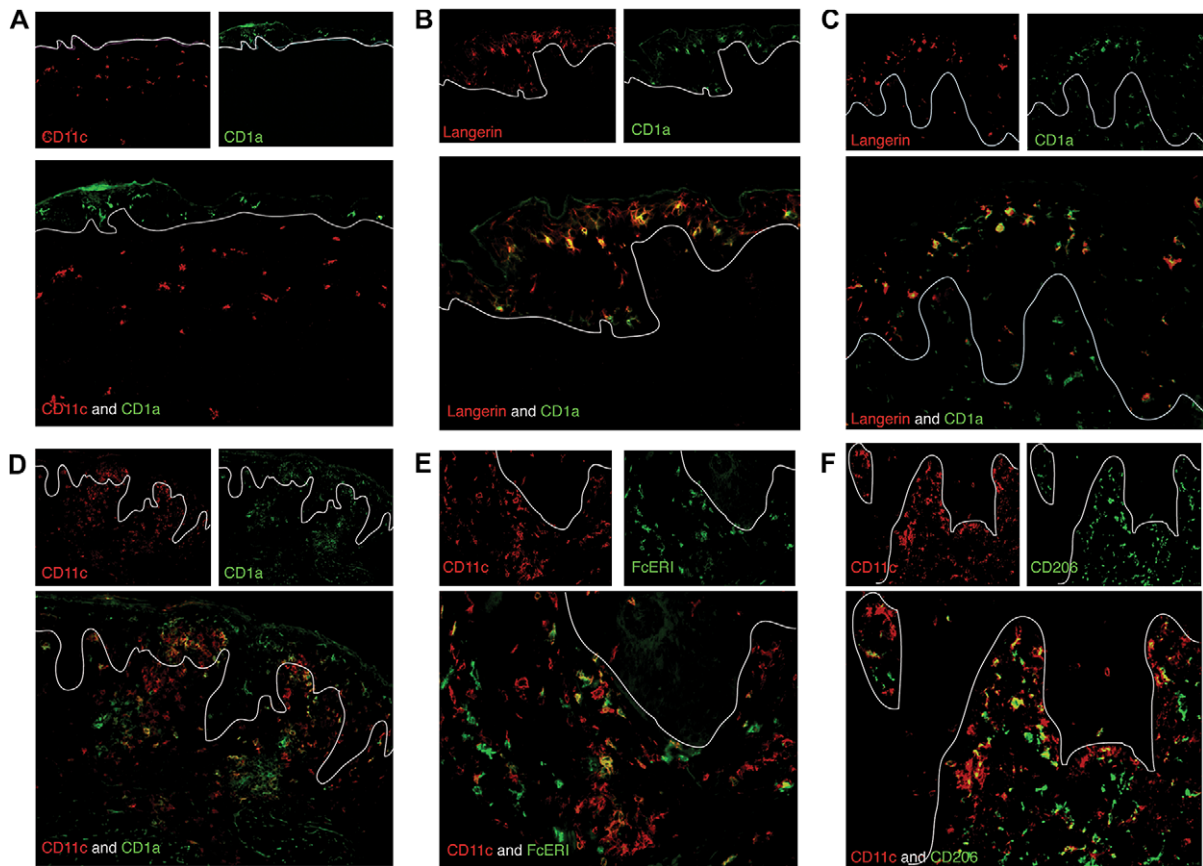 A
CD11c
CD1a
CD11c and CD1a
B
Langerin
CD1a
Langerin and CD1a
C
Langerin
CD1a
Langerin and CD1a
D
CD11c
CD1a
CD11c and CD1a
E
CD11c
FcERI
CD11c and FcERI
F
CD11c
CD206
CD11c and CD206